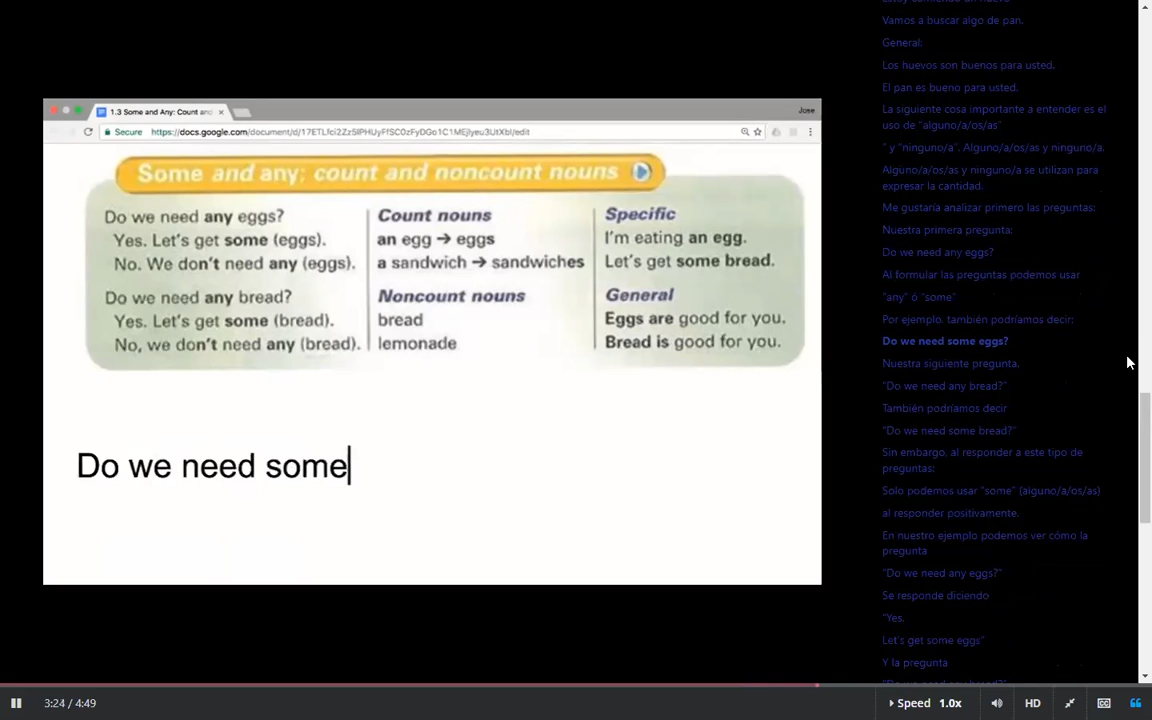 1.3 Some and Any: Count and
Jose
Secure
https://docs.google.com/document/d/17ETLfci2Zz5lPHUyFfSC0zFyDGo1C1MEjlyeu3UtXbl/edit
Some and any; count and noncount nouns
Do we need any eggs?
Yes. Let's get some (eggs).
No. We don't need any (eggs).
Do we need any bread?
Yes. Let's get some (bread).
No, we don't need any (bread).
Count nouns
an egg → eggs
a sandwich → sandwiches
Noncount nouns
bread
lemonade
Specific
I'm eating an egg.
Let's get some bread.
General
Eggs are good for you.
Bread is good for you.
Do we need some
Vamos a buscar algo de pan.
General:
Los huevos son buenos para usted.
El pan es bueno para usted.
La siguiente cosa importante a entender es el
uso de "alguno/a/os/as"
" y "ninguno/a". Alguno/a/os/as y ninguno/a.
Alguno/a/os/as y ninguno/a se utilizan para
expresar la cantidad.
Me gustaría analizar primero las preguntas:
Nuestra primera pregunta:
Do we need any eggs?
Al formular las preguntas podemos usar
"any" ó "some"
Por ejemplo, también podríamos decir:
Do we need some eggs?
Nuestra siguiente pregunta.
"Do we need any bread?"
También podríamos decir
"Do we need some bread?"
Sin embargo, al responder a este tipo de
preguntas:
Solo podemos usar "some" (alguno/a/os/as)
al responder positivamente.
En nuestro ejemplo podemos ver cómo la
pregunta
"Do we need any eggs?"
Se responde diciendo
"Yes,
Let's get some eggs"
Y la pregunta
3:24 / 4:49
Speed 1.0x
HD